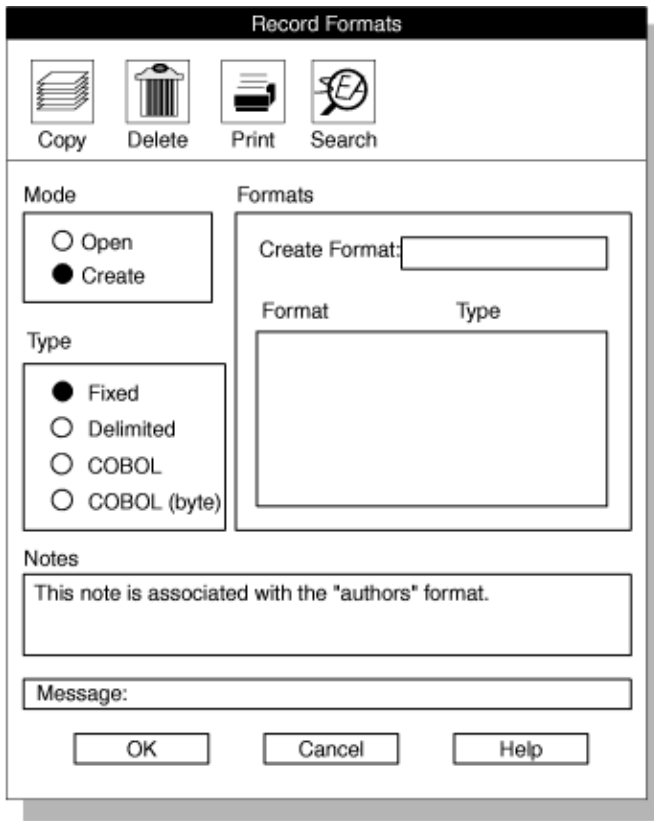 Record Formats
Copy Delete Print Search
Mode
Open
Create
Type
Fixed
Delimited
COBOL
COBOL (byte)
Formats
Create Format:
Format Type
Notes
This note is associated with the "authors" format.
Message:
OK Cancel Help